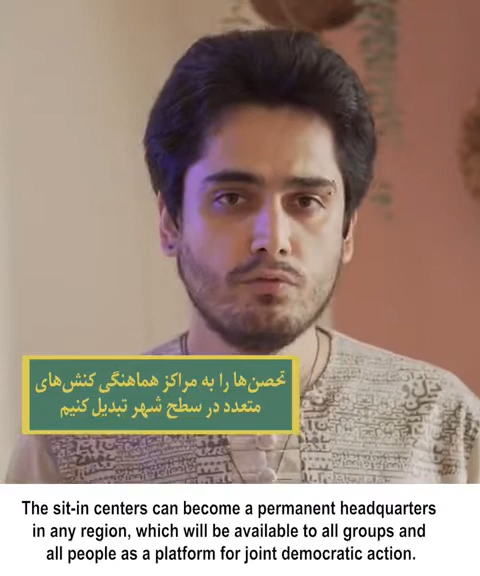 تحصن‌ها را به مراکز هماهنگی کنش‌های
متعدد در سطح شهر تبدیل کنیم
The sit-in centers can become a permanent headquarters
in any region, which will be available to all groups and
all people as a platform for joint democratic action.